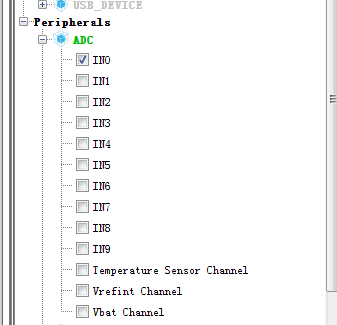 USB_DEVICE
Peripherals
ADC
IN0
IN1
IN2
IN3
IN4
IN5
IN6
IN7
IN8
IN9
Temperature Sensor Channel
Vrefint Channel
Vbat Channel